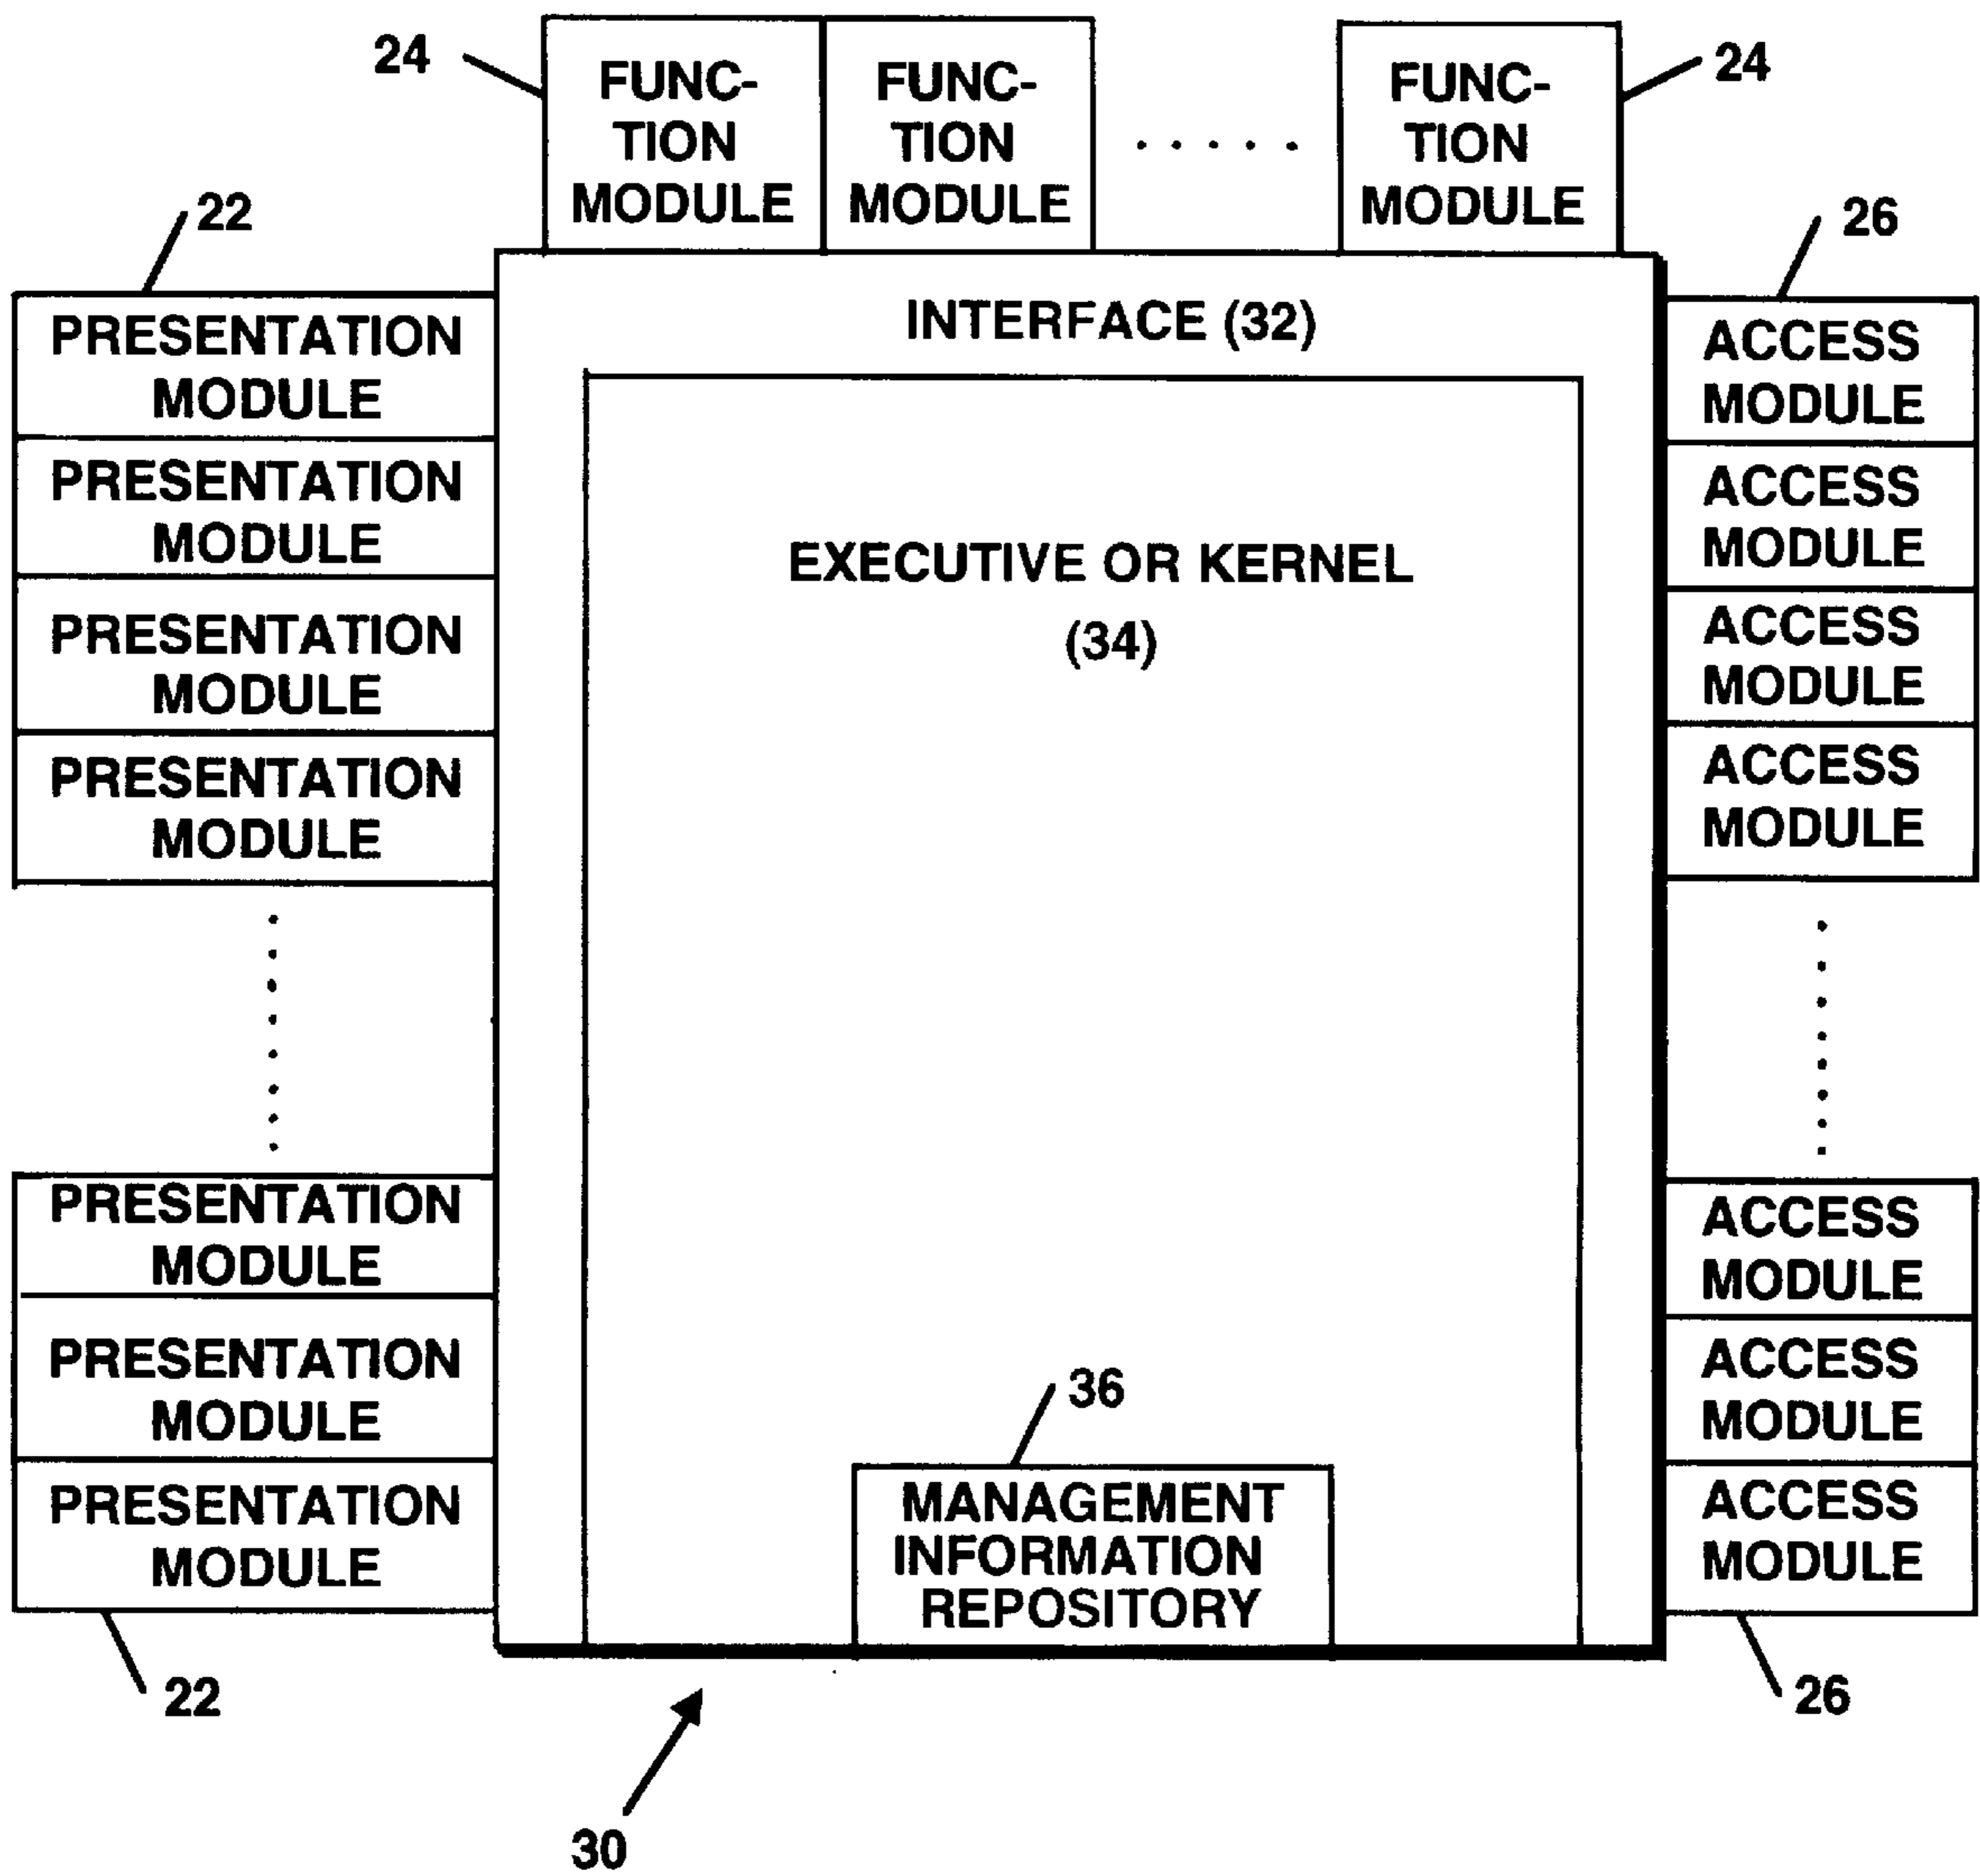 24
FUNC-
TION
MODULE
FUNC-
TION
MODULE
FUNC-
TION
MODULE
24
22
26
INTERFACE (32)
PRESENTATION
MODULE
PRESENTATION
MODULE
PRESENTATION
MODULE
PRESENTATION
MODULE
EXECUTIVE OR KERNEL
(34)
ACCESS
MODULE
ACCESS
MODULE
ACCESS
MODULE
ACCESS
MODULE
PRESENTATION
MODULE
PRESENTATION
MODULE
PRESENTATION
MODULE
36
MANAGEMENT
INFORMATION
REPOSITORY
ACCESS
MODULE
ACCESS
MODULE
ACCESS
MODULE
22
26
30